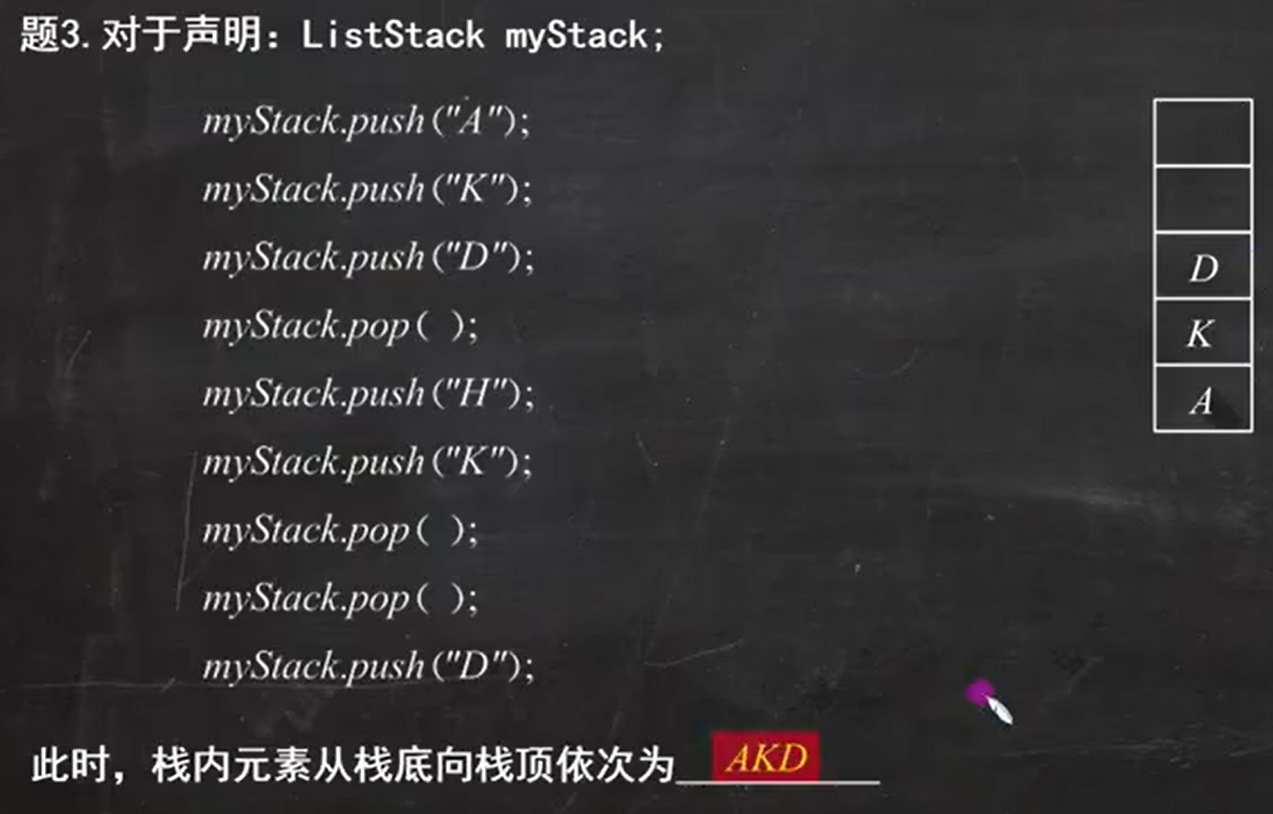 题3. 对于声明：ListStack myStack;
myStack.push("A");
myStack.push("K");
myStack.push("D");
myStack.pop( );
myStack.push("H");
myStack.push("K");
myStack.pop( );
myStack.pop( );
myStack.push("D");
D
K
A
此时，栈内元素从栈底向栈顶依次为 AKD